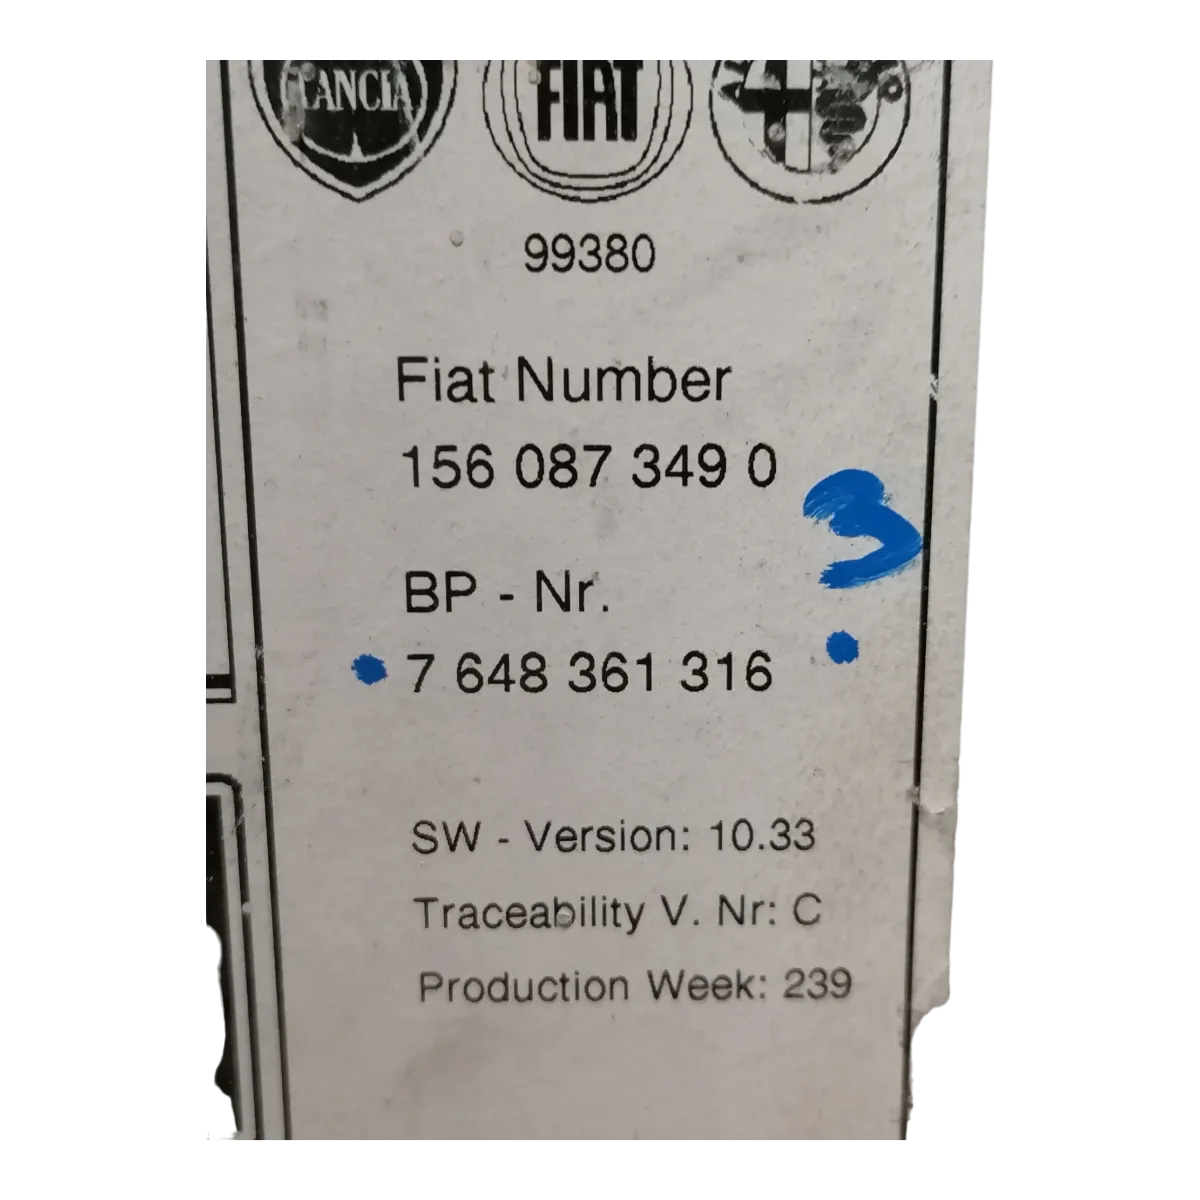 LANCIA FIAT
99380
Fiat Number
156 087 349 0
3
BP - Nr.
7 648 361 316
SW - Version: 10.33
Traceability V. Nr: C
Production Week: 239